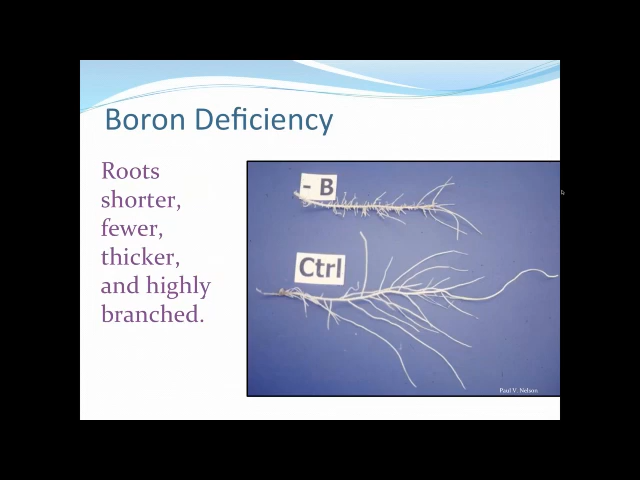 Boron Deficiency
Roots
shorter,
fewer,
thicker,
and highly
branched.
- B
Ctrl
Paul V. Nelson